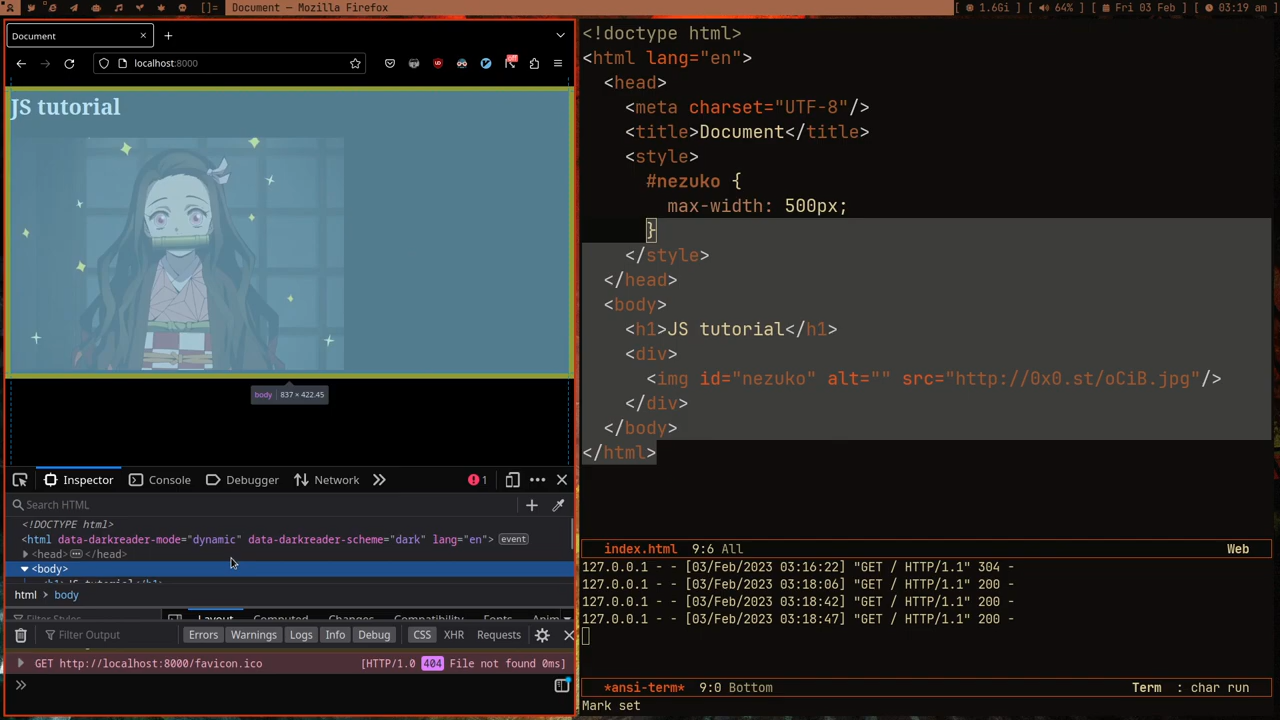 []=
Document — Mozilla Firefox
[ 1.6Gi ]
[ 64% ]
[ Fri 03 Feb ]
[ 03:19 am ]
Document
localhost:8000
off
JS tutorial
body 837 × 422.45
Inspector Console Debugger Network 1
Search HTML
<!DOCTYPE html>
<html data-darkreader-mode="dynamic" data-darkreader-scheme="dark" lang="en"> event
<head> </head>
<body>
<h1>JS tutorial</h1>
html > body
Filter Styles Layout Computed Changes Compatibility Fonts
Filter Output Errors Warnings Logs Info Debug CSS XHR Requests
GET http://localhost:8000/favicon.ico [HTTP/1.0 404 File not found 0ms]
<!doctype html>
<html lang="en">
<head>
<meta charset="UTF-8"/>
<title>Document</title>
<style>
#nezuko {
max-width: 500px;
}
</style>
</head>
<body>
<h1>JS tutorial</h1>
<div>
<img id="nezuko" alt="" src="http://0x0.st/oCiB.jpg"/>
</div>
</body>
</html>
index.html 9:6 All Web
127.0.0.1 - - [03/Feb/2023 03:16:22] "GET / HTTP/1.1" 304 -
127.0.0.1 - - [03/Feb/2023 03:18:06] "GET / HTTP/1.1" 200 -
127.0.0.1 - - [03/Feb/2023 03:18:42] "GET / HTTP/1.1" 200 -
127.0.0.1 - - [03/Feb/2023 03:18:47] "GET / HTTP/1.1" 200 -
*ansi-term* 9:0 Bottom Term : char run
Mark set